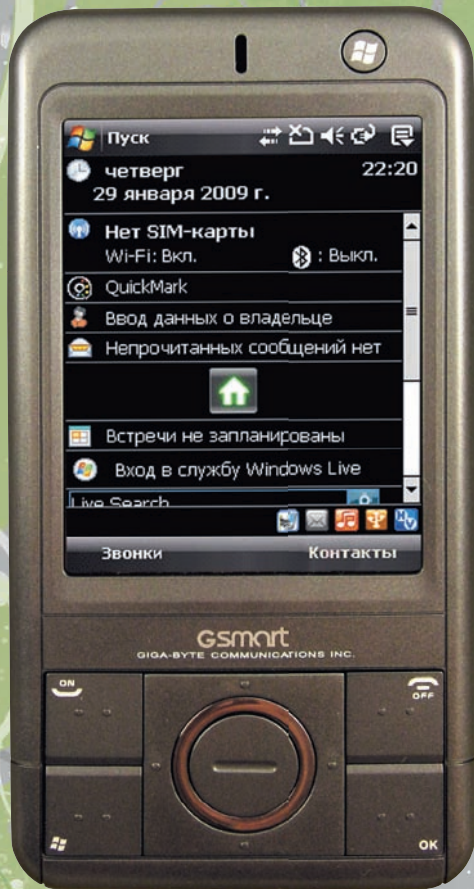 Пуск
четверг 22:20
29 января 2009 г.
Нет SIM-карты
Wi-Fi: Вкл. : Выкл.
QuickMark
Ввод данных о владельце
Непрочитанных сообщений нет
Встречи не запланированы
Вход в службу Windows Live
Live Search
Звонки Контакты
GSmart
GIGA-BYTE COMMUNICATIONS INC.
ON OFF
OK